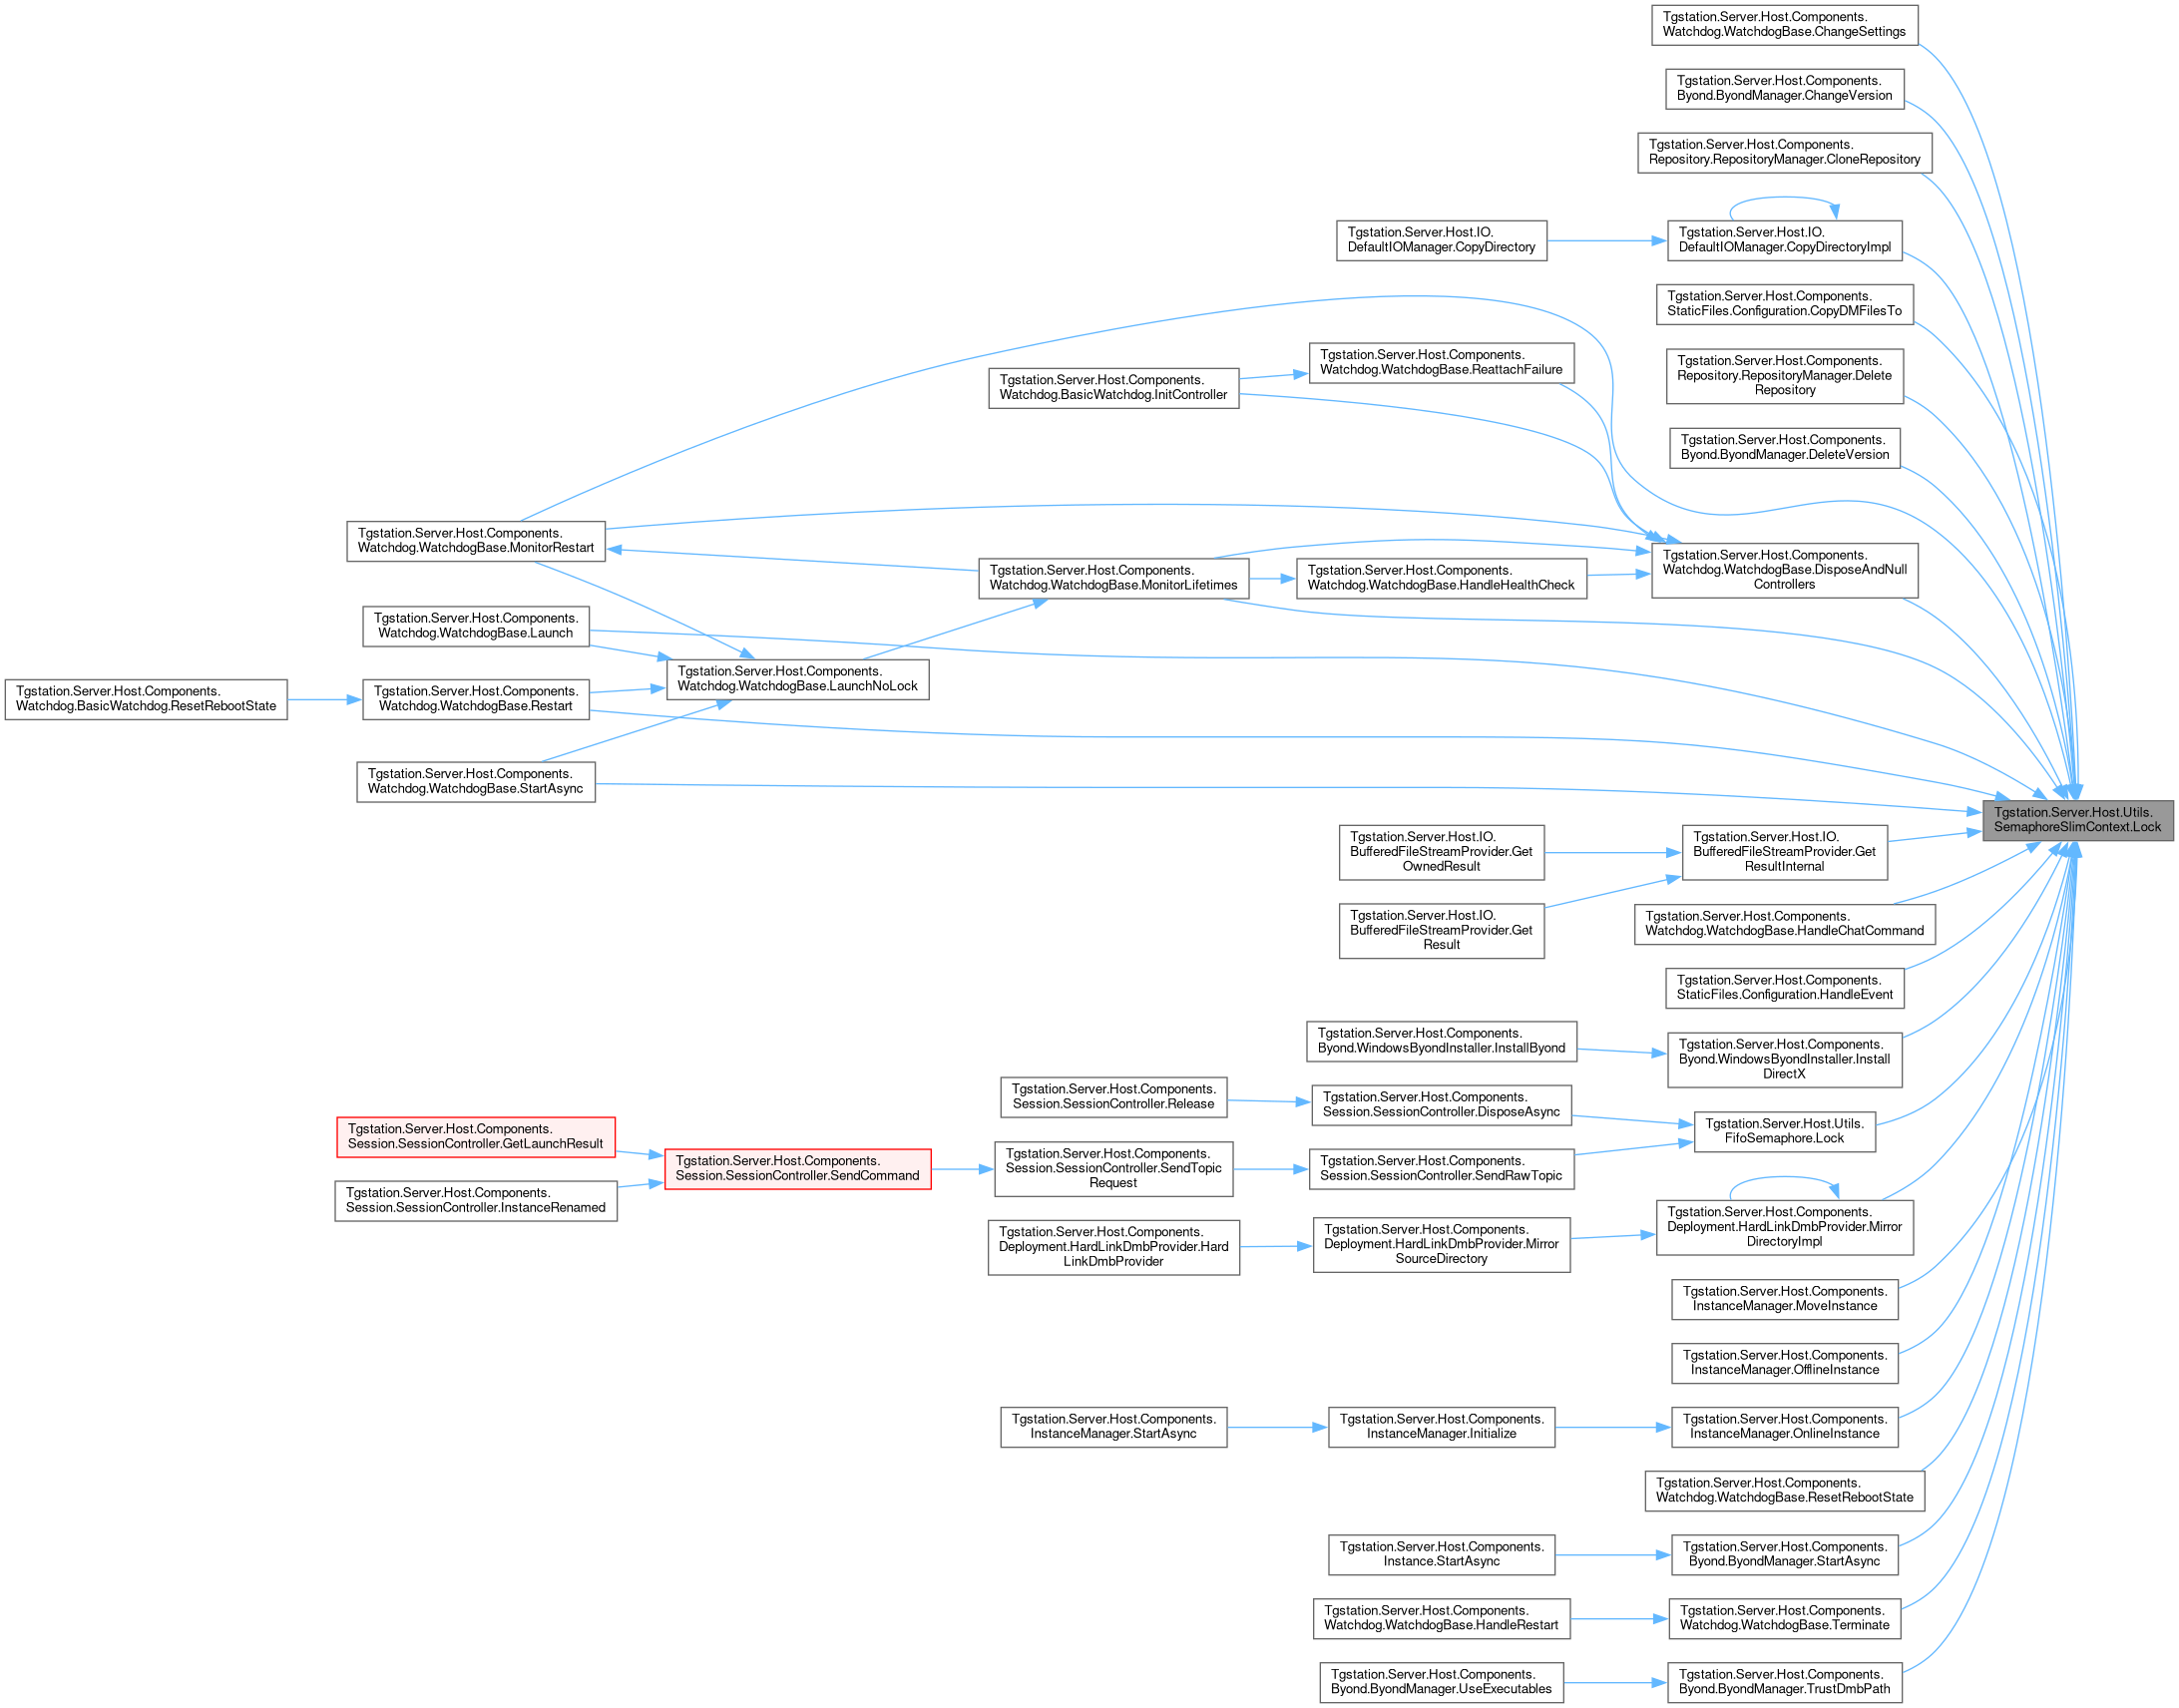 Tgstation.Server.Host.Components.
Watchdog.WatchdogBase.ChangeSettings
Tgstation.Server.Host.Components.
Byond.ByondManager.ChangeVersion
Tgstation.Server.Host.Components.
Repository.RepositoryManager.CloneRepository
Tgstation.Server.Host.IO.
DefaultIOManager.CopyDirectory
Tgstation.Server.Host.IO.
DefaultIOManager.CopyDirectoryImpl
Tgstation.Server.Host.Components.
StaticFiles.Configuration.CopyDMFilesTo
Tgstation.Server.Host.Components.
Watchdog.WatchdogBase.ReattachFailure
Tgstation.Server.Host.Components.
Repository.RepositoryManager.Delete
Repository
Tgstation.Server.Host.Components.
Watchdog.BasicWatchdog.InitController
Tgstation.Server.Host.Components.
Byond.ByondManager.DeleteVersion
Tgstation.Server.Host.Components.
Watchdog.WatchdogBase.MonitorRestart
Tgstation.Server.Host.Components.
Watchdog.WatchdogBase.MonitorLifetimes
Tgstation.Server.Host.Components.
Watchdog.WatchdogBase.HandleHealthCheck
Tgstation.Server.Host.Components.
Watchdog.WatchdogBase.DisposeAndNull
Controllers
Tgstation.Server.Host.Components.
Watchdog.WatchdogBase.Launch
Tgstation.Server.Host.Components.
Watchdog.WatchdogBase.LaunchNoLock
Tgstation.Server.Host.Components.
Watchdog.BasicWatchdog.ResetRebootState
Tgstation.Server.Host.Components.
Watchdog.WatchdogBase.Restart
Tgstation.Server.Host.Components.
Watchdog.WatchdogBase.StartAsync
Tgstation.Server.Host.Utils.
SemaphoreSlimContext.Lock
Tgstation.Server.Host.IO.
BufferedFileStreamProvider.Get
OwnedResult
Tgstation.Server.Host.IO.
BufferedFileStreamProvider.Get
ResultInternal
Tgstation.Server.Host.IO.
BufferedFileStreamProvider.Get
Result
Tgstation.Server.Host.Components.
Watchdog.WatchdogBase.HandleChatCommand
Tgstation.Server.Host.Components.
StaticFiles.Configuration.HandleEvent
Tgstation.Server.Host.Components.
Byond.WindowsByondInstaller.InstallByond
Tgstation.Server.Host.Components.
Byond.WindowsByondInstaller.Install
DirectX
Tgstation.Server.Host.Components.
Session.SessionController.Release
Tgstation.Server.Host.Components.
Session.SessionController.DisposeAsync
Tgstation.Server.Host.Utils.
FifoSemaphore.Lock
Tgstation.Server.Host.Components.
Session.SessionController.GetLaunchResult
Tgstation.Server.Host.Components.
Session.SessionController.SendCommand
Tgstation.Server.Host.Components.
Session.SessionController.SendTopic
Request
Tgstation.Server.Host.Components.
Session.SessionController.SendRawTopic
Tgstation.Server.Host.Components.
Session.SessionController.InstanceRenamed
Tgstation.Server.Host.Components.
Deployment.HardLinkDmbProvider.Hard
LinkDmbProvider
Tgstation.Server.Host.Components.
Deployment.HardLinkDmbProvider.Mirror
SourceDirectory
Tgstation.Server.Host.Components.
Deployment.HardLinkDmbProvider.Mirror
DirectoryImpl
Tgstation.Server.Host.Components.
InstanceManager.MoveInstance
Tgstation.Server.Host.Components.
InstanceManager.OfflineInstance
Tgstation.Server.Host.Components.
InstanceManager.StartAsync
Tgstation.Server.Host.Components.
InstanceManager.Initialize
Tgstation.Server.Host.Components.
InstanceManager.OnlineInstance
Tgstation.Server.Host.Components.
Watchdog.WatchdogBase.ResetRebootState
Tgstation.Server.Host.Components.
Instance.StartAsync
Tgstation.Server.Host.Components.
Byond.ByondManager.StartAsync
Tgstation.Server.Host.Components.
Watchdog.WatchdogBase.HandleRestart
Tgstation.Server.Host.Components.
Watchdog.WatchdogBase.Terminate
Tgstation.Server.Host.Components.
Byond.ByondManager.UseExecutables
Tgstation.Server.Host.Components.
Byond.ByondManager.TrustDmbPath